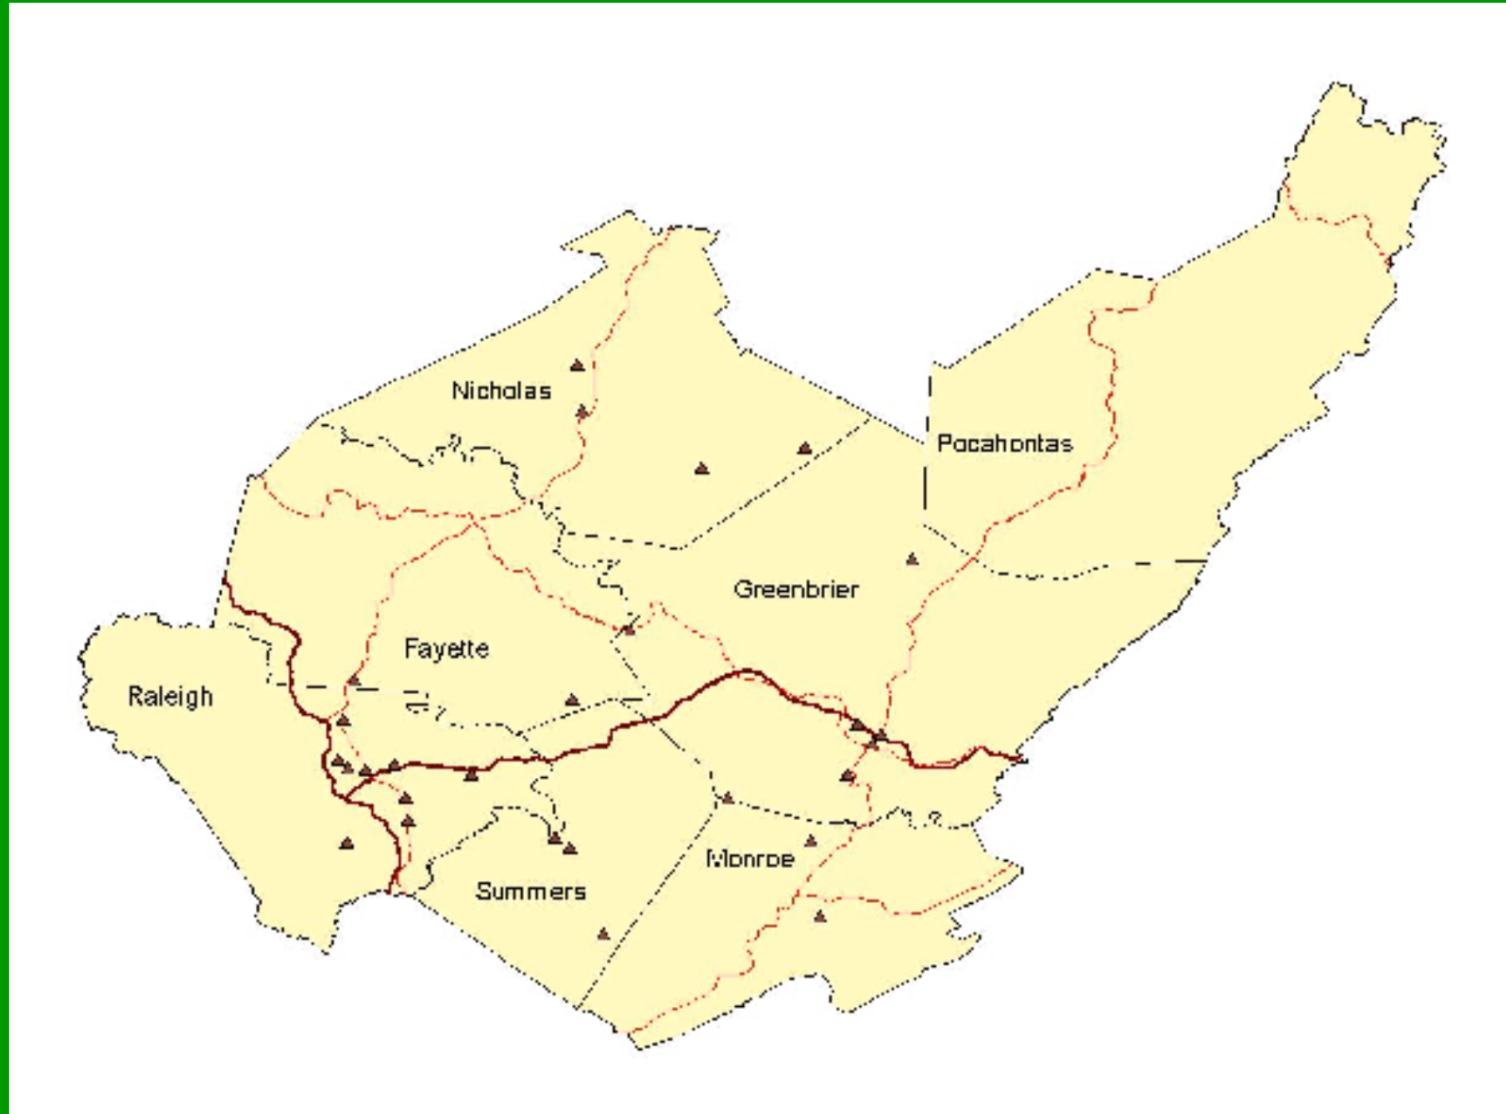 Nicholas
Pocahontas
Greenbrier
Fayette
Raleigh
Monroe
Summers